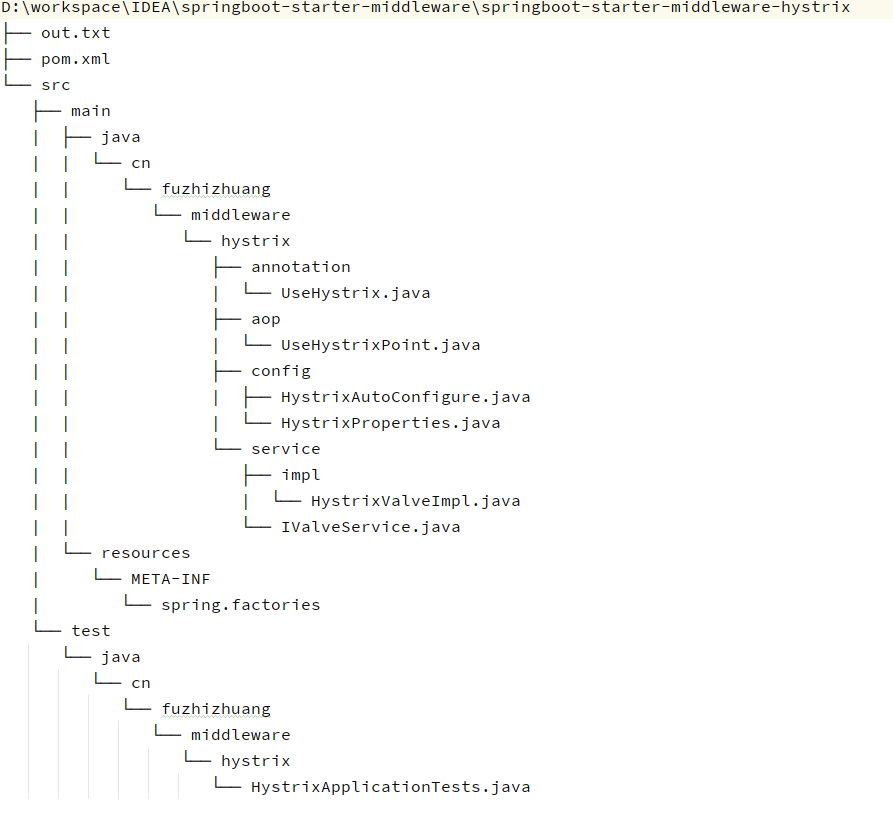 D:\workspace\IDEA\springboot-starter-middleware\springboot-starter-middleware-hystrix
├── out.txt
├── pom.xml
└── src
   ├── main
   |  ├── java
   |  |  └── cn
   |  |     └── fuzhizhuang
   |  |        └── middleware
   |  |           └── hystrix
   |  |              ├── annotation
   |  |              |  └── UseHystrix.java
   |  |              ├── aop
   |  |              |  └── UseHystrixPoint.java
   |  |              ├── config
   |  |              |  ├── HystrixAutoConfigure.java
   |  |              |  └── HystrixProperties.java
   |  |              └── service
   |  |                 ├── impl
   |  |                 |  └── HystrixValveImpl.java
   |  |                 └── IValveService.java
   |  └── resources
   |     └── META-INF
   |        └── spring.factories
   └── test
      └── java
         └── cn
            └── fuzhizhuang
               └── middleware
                  └── hystrix
                     └── HystrixApplicationTests.java